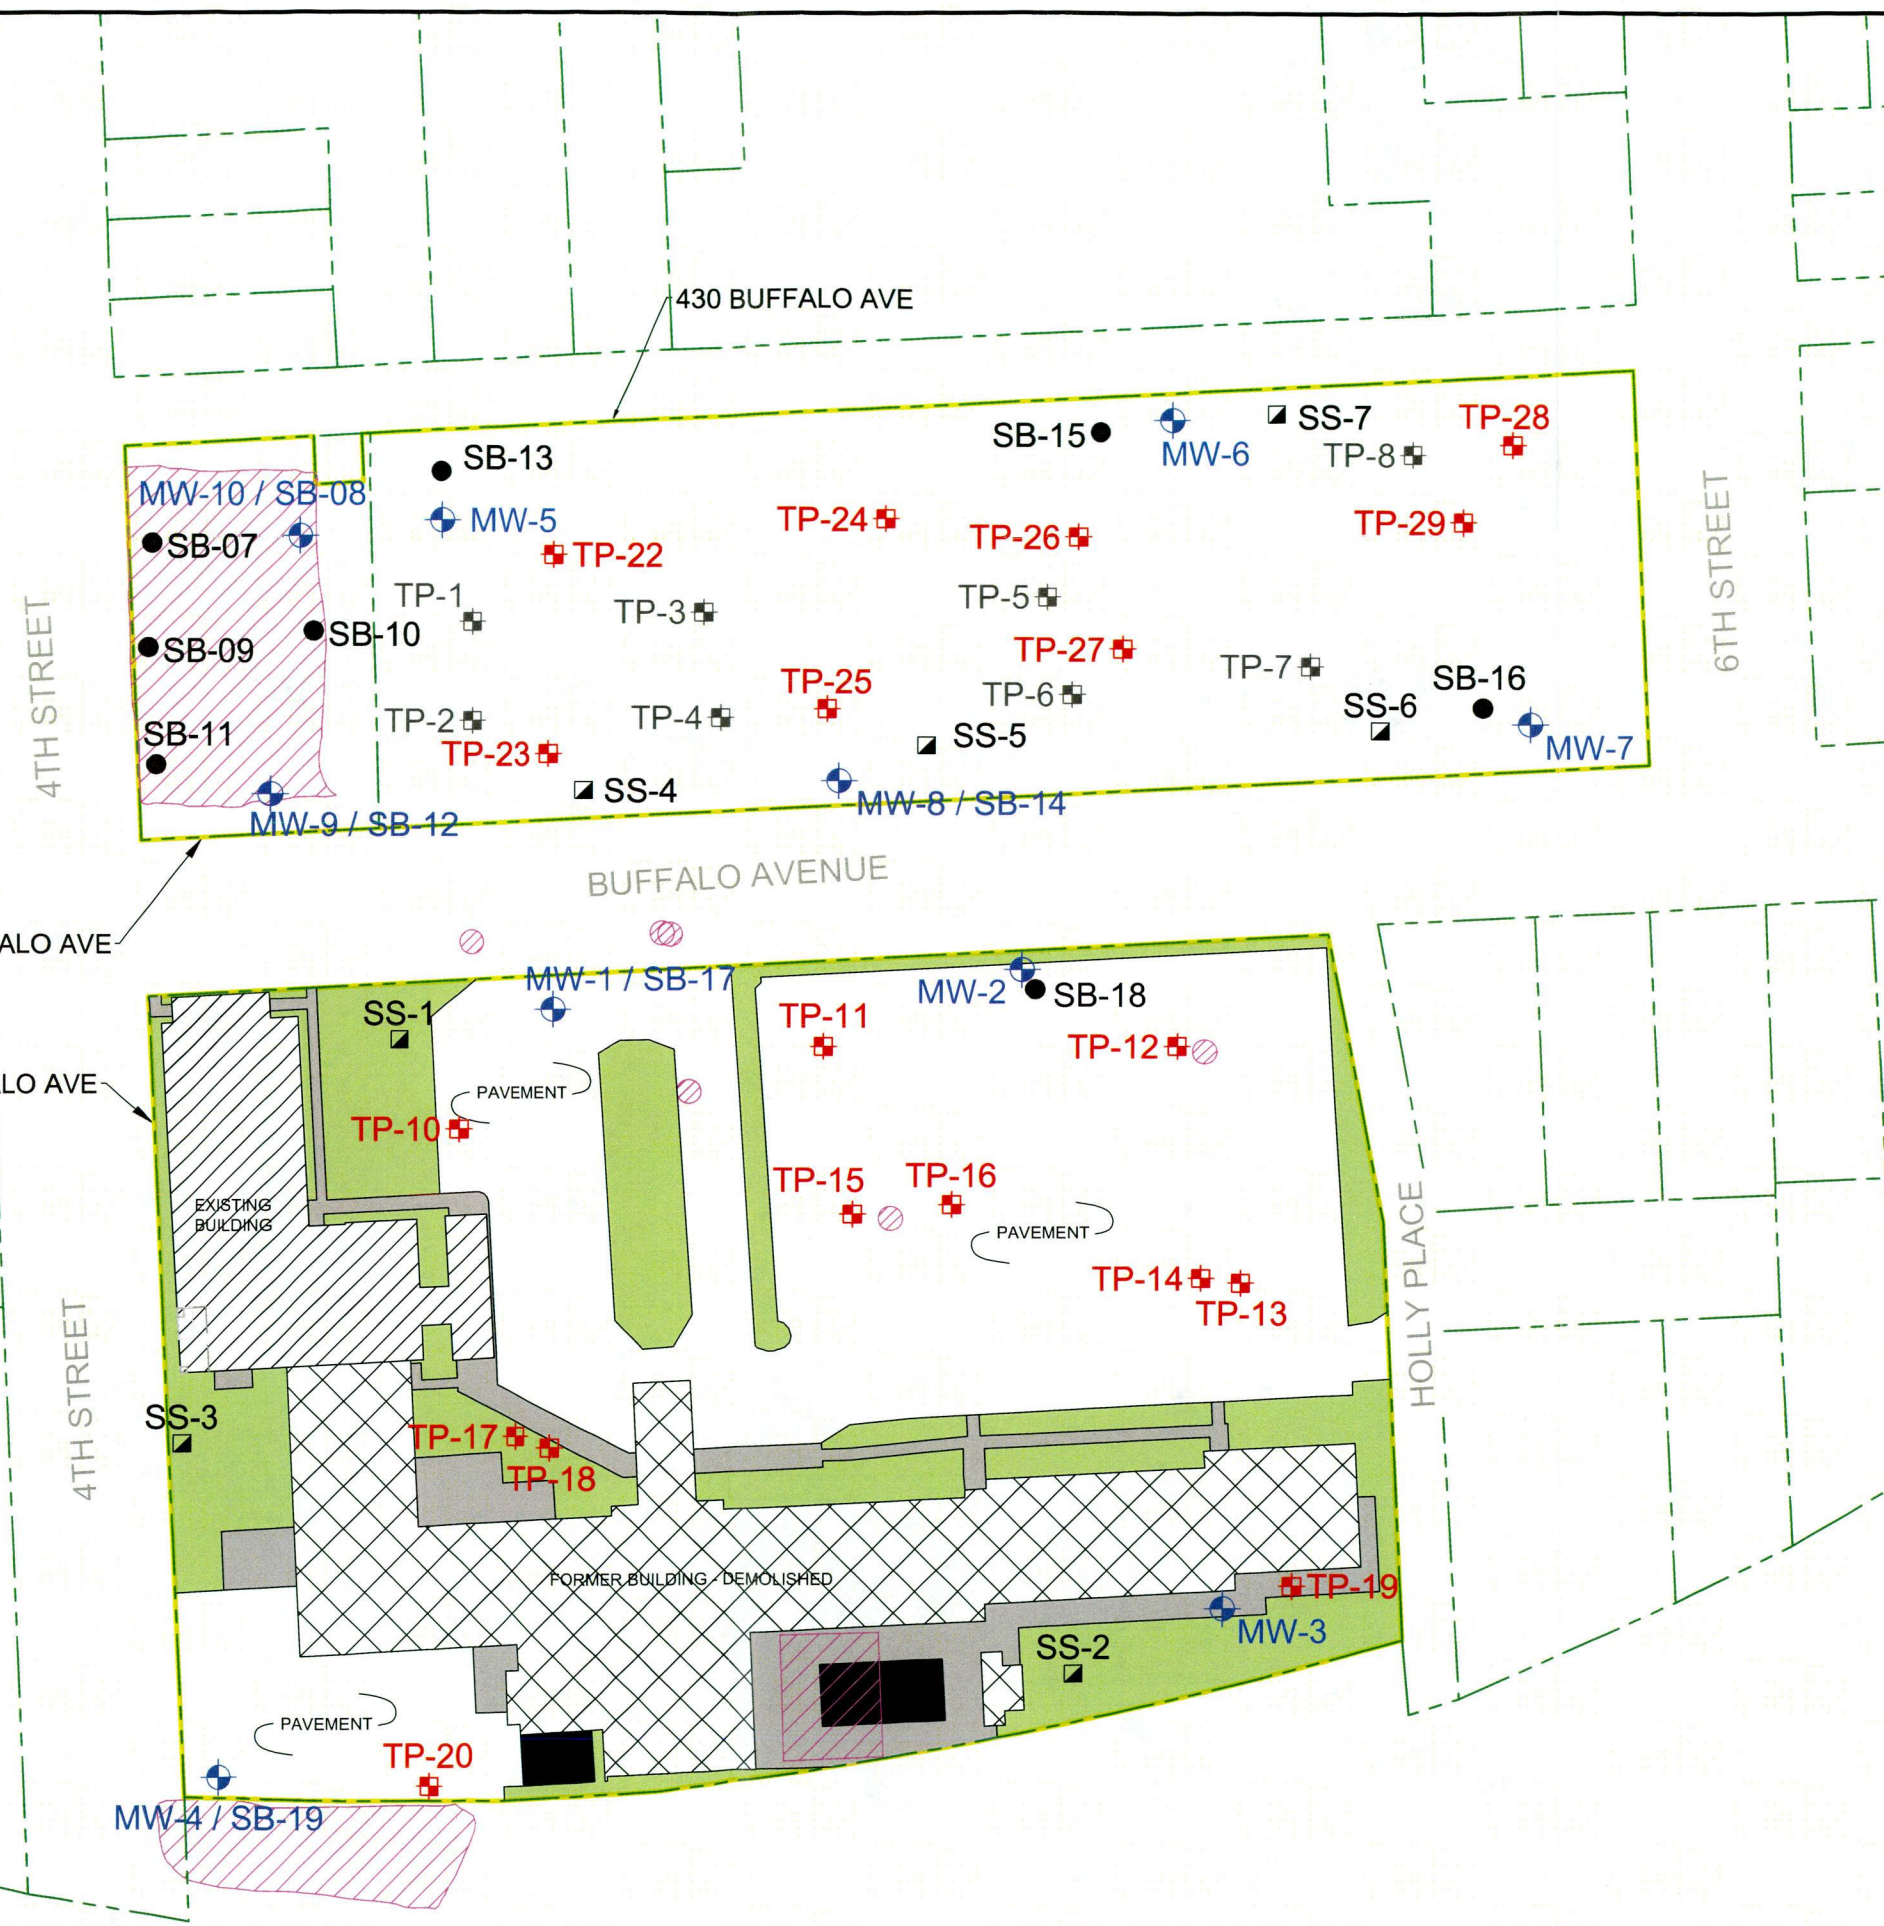 430 BUFFALO AVE
SS-7
TP-28
SB-15
MW-6
TP-8
SB-13
MW-10 / SB-08
MW-5
TP-24
TP-29
TP-26
SB-07
TP-22
TP-1
TP-3
TP-5
SB-10
SB-09
TP-27
TP-7
TP-25
TP-6
SB-16
SS-6
TP-2
TP-4
SB-11
SS-5
TP-23
MW-7
SS-4
MW-8 / SB-14
MW-9 / SB-12
4TH STREET
6TH STREET
BUFFALO AVENUE
ALO AVE
MW-1 / SB-17
MW-2
SB-18
SS-1
TP-11
TP-12
LO AVE
PAVEMENT
TP-10
TP-15
TP-16
EXISTING
BUILDING
PAVEMENT
TP-14
TP-13
HOLLY PLACE
4TH STREET
SS-3
TP-17
TP-18
FORMER BUILDING - DEMOLISHED
TP-19
MW-3
SS-2
PAVEMENT
TP-20
MW-4 / SB-19